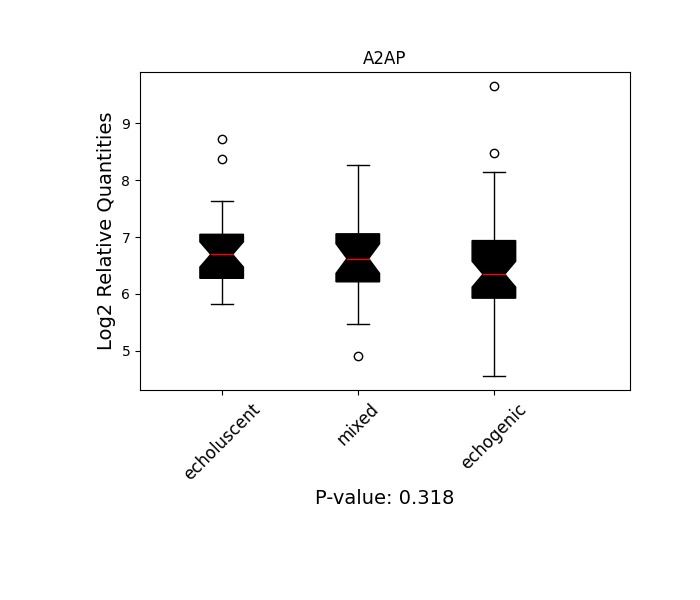 A2AP
Log2 Relative Quantities
9
8
7
6
5
echoluscent
mixed
echogenic
P-value: 0.318